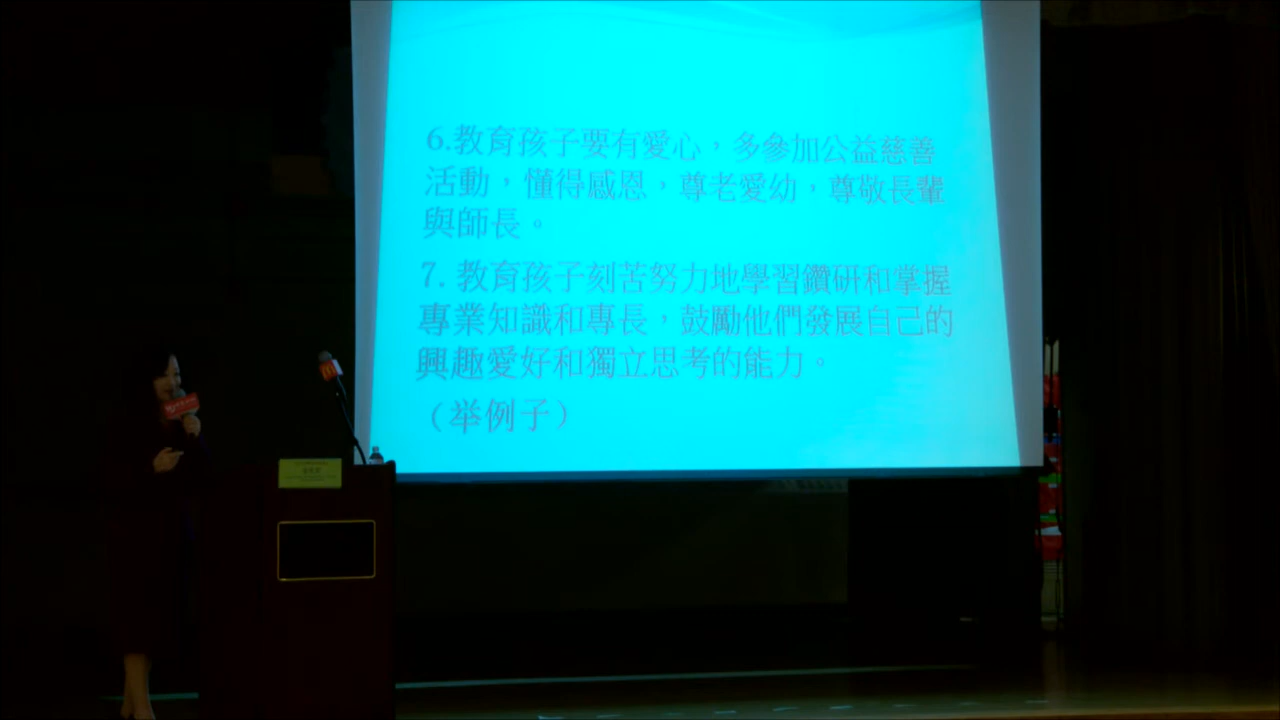 6.教育孩子要有愛心，多參加公益慈善
活動，懂得感恩，尊老愛幼，尊敬長輩
與師長。
7. 教育孩子刻苦努力地學習鑽研和掌握
專業知識和專長，鼓勵他們發展自己的
興趣愛好和獨立思考的能力。
（举例子）